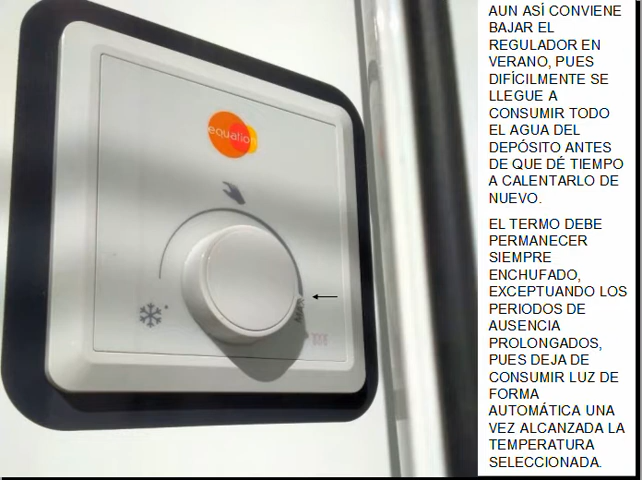 equation
MAX
AUN ASÍ CONVIENE
BAJAR EL
REGULADOR EN
VERANO, PUES
DIFÍCILMENTE SE
LLEGUE A
CONSUMIR TODO
EL AGUA DEL
DEPÓSITO ANTES
DE QUE DÉ TIEMPO
A CALENTARLO DE
NUEVO.
EL TERMO DEBE
PERMANECER
SIEMPRE
ENCHUFADO,
EXCEPTUANDO LOS
PERIODOS DE
AUSENCIA
PROLONGADOS,
PUES DEJA DE
CONSUMIR LUZ DE
FORMA
AUTOMÁTICA UNA
VEZ ALCANZADA LA
TEMPERATURA
SELECCIONADA.